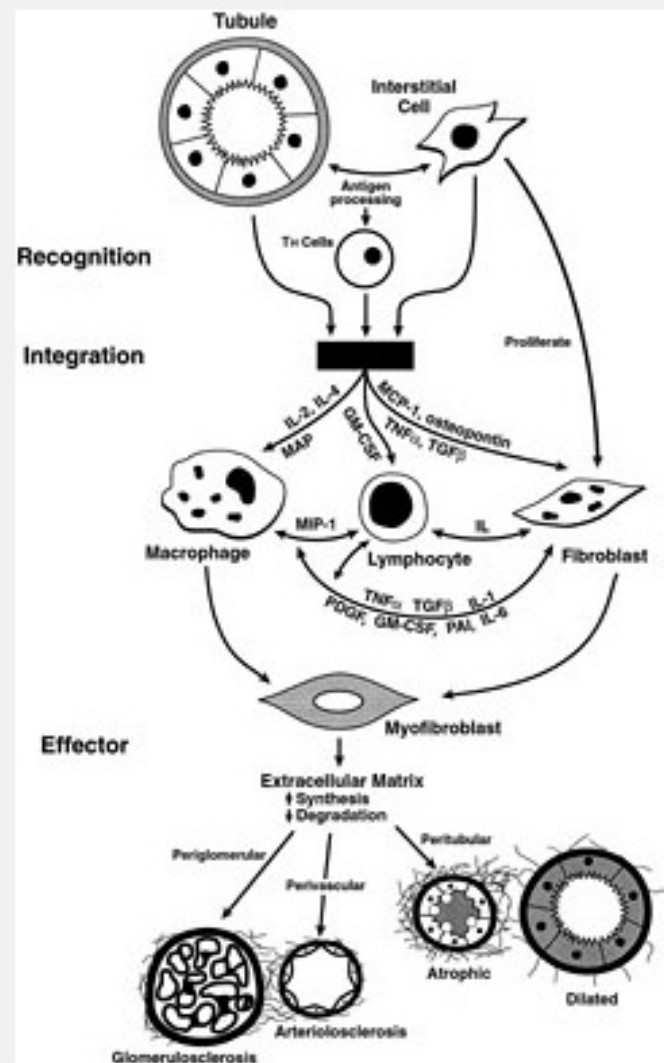 Tubule
Interstitial
Cell
Antigen
processing
TH Cells
Recognition
Integration
Proliferate
IL-2, IL-4
MAP
GM-CSF
MCP-1, osteopontin
TNFα, TGFβ
MIP-1
IL
Macrophage
Lymphocyte
Fibroblast
TNFα TGFβ IL-1
PDGF, GM-CSF, PAI, IL-6
Myofibroblast
Effector
Extracellular Matrix
Synthesis
Degradation
Periglomerular
Perivascular
Peritubular
Atrophic
Dilated
Arteriolosclerosis
Glomerulosclerosis